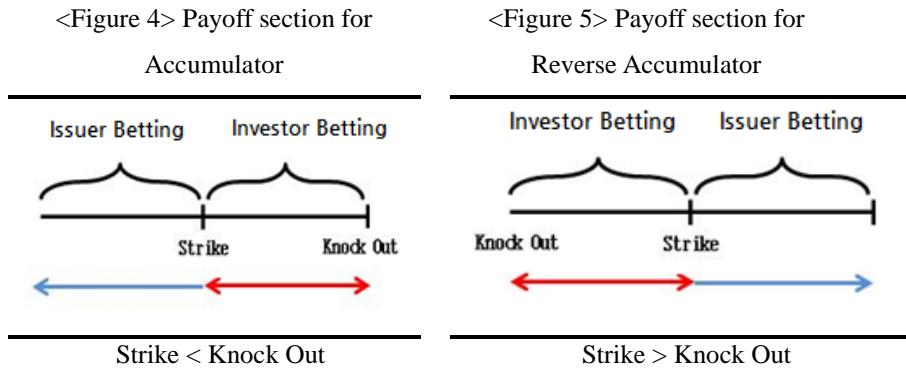 <Figure 4> Payoff section for
Accumulator
Issuer Betting Investor Betting
Strike Knock Out
Strike < Knock Out
<Figure 5> Payoff section for
Reverse Accumulator
Investor Betting Issuer Betting
Knock Out Strike
Strike > Knock Out